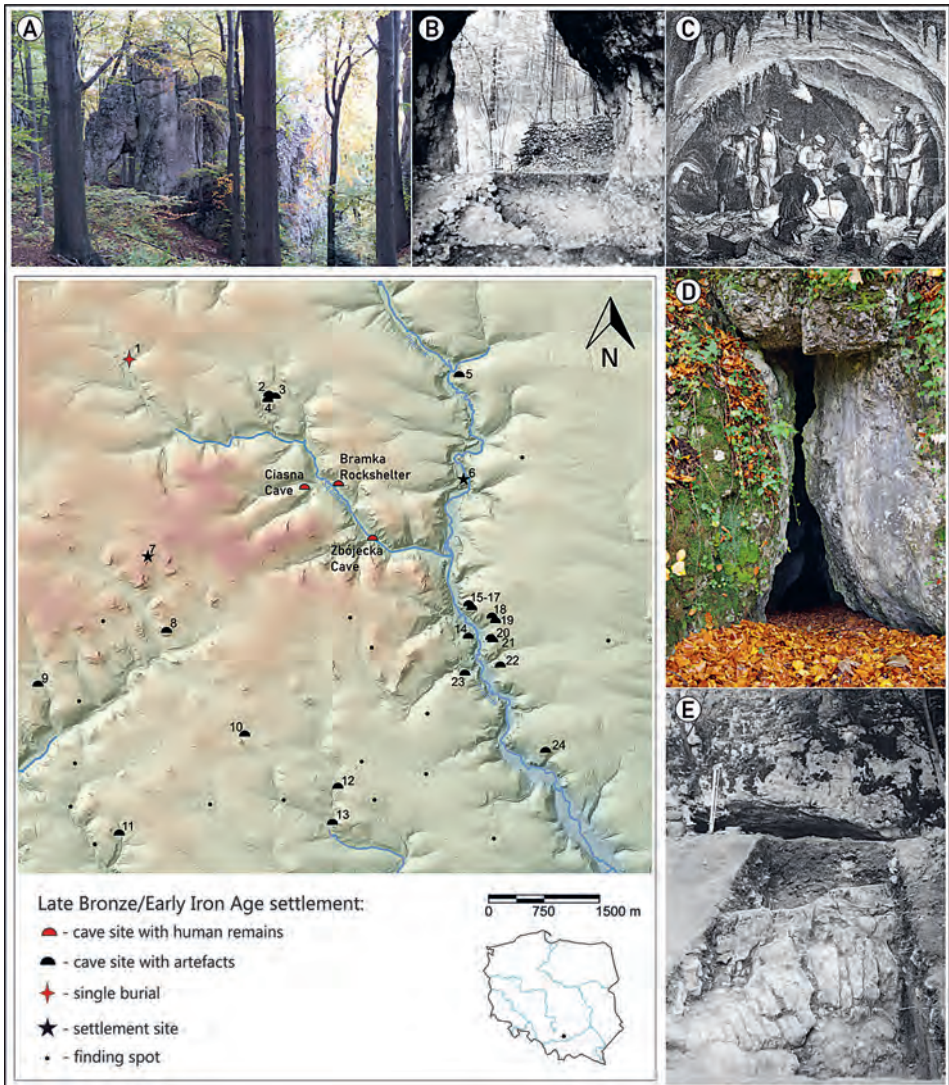 A
B
C
D
E
N
1
2
3
4
5
Ciasna
Cave
Bramka
Rockshelter
6
Zbójecka
Cave
7
8
9
15-17
18
19
14
20
21
22
23
10
24
12
13
11
Late Bronze/Early Iron Age settlement:
- cave site with human remains
- cave site with artefacts
- single burial
- settlement site
- finding spot
0 750 1500 m